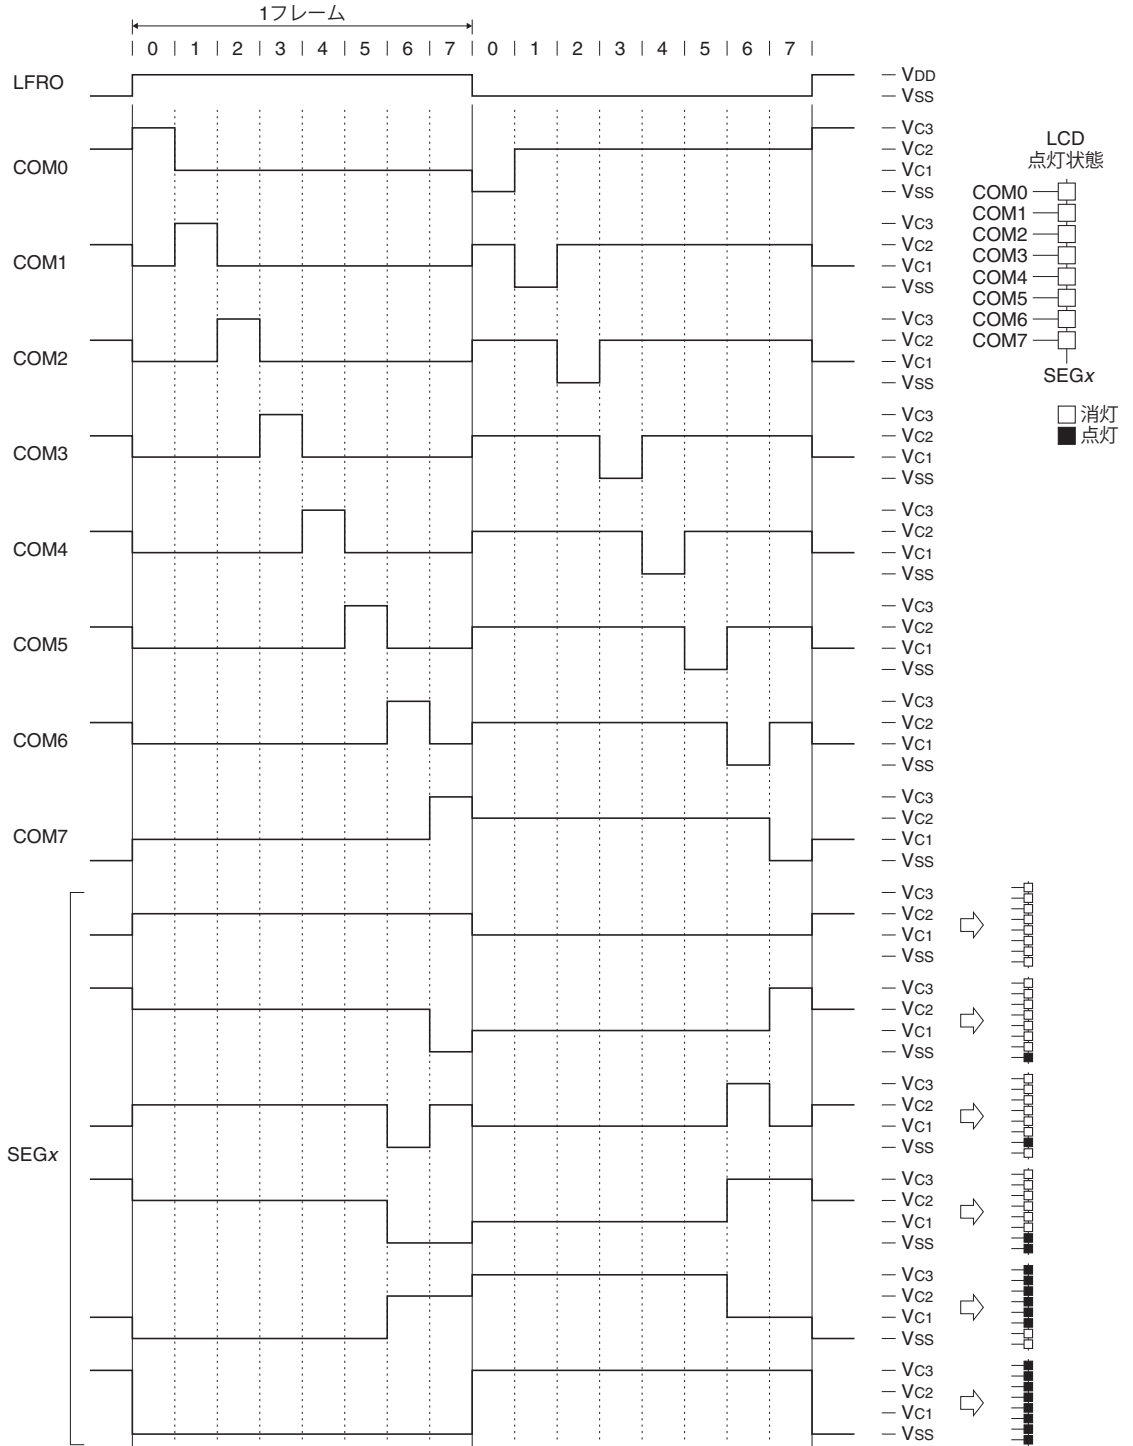 1フレーム
0 1 2 3 4 5 6 7 0 1 2 3 4 5 6 7
LFRO
VDD
VSS
COM0
VC3
VC2
VC1
VSS
COM1
VC3
VC2
VC1
VSS
COM2
VC3
VC2
VC1
VSS
COM3
VC3
VC2
VC1
VSS
COM4
VC3
VC2
VC1
VSS
COM5
VC3
VC2
VC1
VSS
COM6
VC3
VC2
VC1
VSS
COM7
VC3
VC2
VC1
VSS
SEGx
VC3
VC2
VC1
VSS
VC3
VC2
VC1
VSS
VC3
VC2
VC1
VSS
VC3
VC2
VC1
VSS
VC3
VC2
VC1
VSS
VC3
VC2
VC1
VSS
LCD
点灯状態
COM0
COM1
COM2
COM3
COM4
COM5
COM6
COM7
SEGx
消灯
点灯